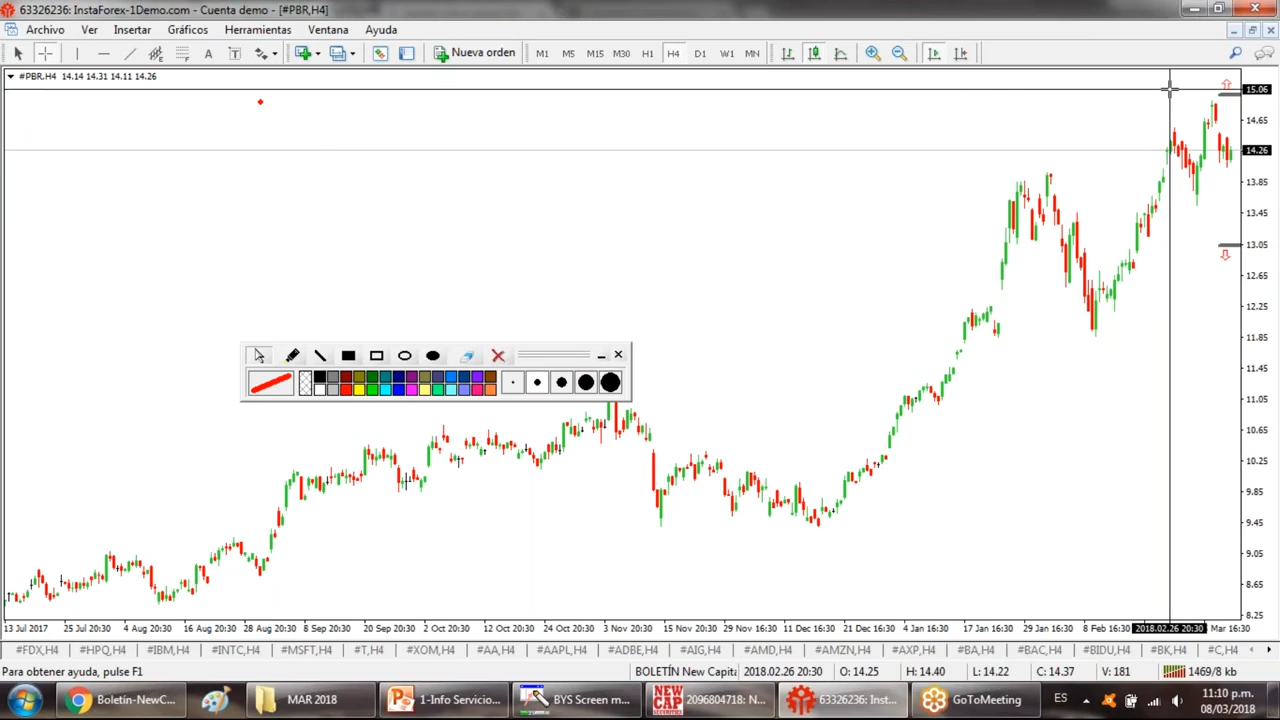 63326236: InstaForex-1Demo.com - Cuenta demo - [#PBR,H4]
Archivo Ver Insertar Gráficos Herramientas Ventana Ayuda
A T Nueva orden M1 M5 M15 M30 H1 H4 D1 W1 MN
#PBR,H4 14.14 14.31 14.11 14.26
15.06
14.65
14.26
13.85
13.45
13.05
12.65
12.25
11.85
11.45
11.05
10.65
10.25
9.85
9.45
9.05
8.65
8.25
13 Jul 2017 25 Jul 20:30 4 Aug 20:30 16 Aug 20:30 28 Aug 20:30 8 Sep 20:30 20 Sep 20:30 2 Oct 20:30 12 Oct 20:30 24 Oct 20:30 3 Nov 20:30 15 Nov 20:30 29 Nov 16:30 11 Dec 16:30 21 Dec 16:30 4 Jan 16:30 17 Jan 16:30 29 Jan 16:30 8 Feb 16:30 2018.02.26 20:30 Mar 16:30
#FDX,H4 #HPQ,H4 #IBM,H4 #INTC,H4 #MSFT,H4 #T,H4 #XOM,H4 #AA,H4 #AAPL,H4 #ADBE,H4 #AIG,H4 #AMD,H4 #AMZN,H4 #BA,H4 #BAC,H4 #BIDU,H4 #BK,H4 #C,H4
Para obtener ayuda, pulse F1 BOLETÍN New Capita 2018.02.26 20:30 O: 14.25 H: 14.40 L: 14.22 C: 14.37 V: 181 1469/8 kb
Boletín-NewC... MAR 2018 1-Info Servicio... BYS Screen m... NEW CAP SECURITIES 2096804718: N... 63326236: Inst... GoToMeeting ES 11:10 p.m.
08/03/2018